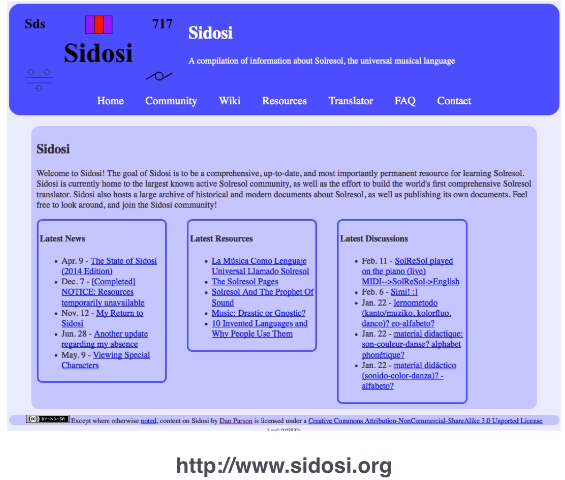 Sds
717
Sidosi
Sidosi
A compilation of information about Solresol, the universal musical language
Home Community Wiki Resources Translator FAQ Contact
Sidosi
Welcome to Sidosi! The goal of Sidosi is to be a comprehensive, up-to-date, and most importantly permanent resource for learning Solresol.
Sidosi is currently home to the largest known active Solresol community, as well as the effort to build the world's first comprehensive Solresol
translator. Sidosi also hosts a large archive of historical and modern documents about Solresol, as well as publishing its own documents. Feel
free to look around, and join the Sidosi community!
Latest News
Apr. 9 - The State of Sidosi
(2014 Edition)
Dec. 7 - [Completed]
NOTICE: Resources
temporarily unavailable
Nov. 12 - My Return to
Sidosi
Jun. 28 - Another update
regarding my absence
May. 9 - Viewing Special
Characters
Latest Resources
La Música Como Lenguaje
Universal Llamado Solresol
The Solresol Pages
Solresol And The Prophet Of
Sound
Music: Drastic or Gnostic?
10 Invented Languages and
Why People Use Them
Latest Discussions
Feb. 11 - SolReSol played
on the piano (live)
MIDI-->SolReSol->English
Feb. 6 - Simi! :]
Jan. 22 - lernometodo
(kanto/muziko, kolorfluo,
danco)? eo-alfabeto?
Jan. 22 - material didactique:
son-couleur-danse? alphabet
phonétique?
Jan. 22 - material didáctico
(sonido-color-danza)? -
alfabeto?
(cc) BY-NC-SA Except where otherwise noted, content on Sidosi by Dan Parson is licensed under a Creative Commons Attribution-NonCommercial-ShareAlike 3.0 Unported License
http://www.sidosi.org